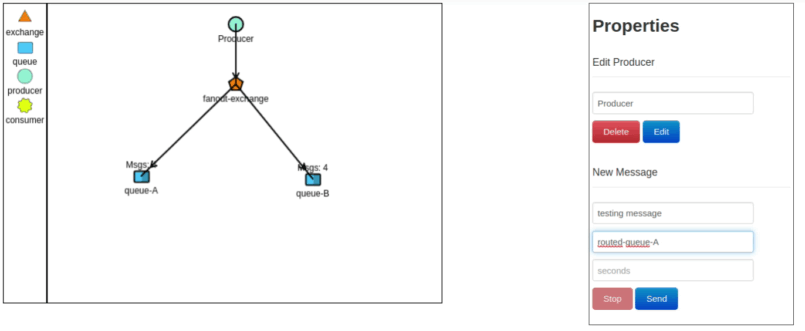 exchange
queue
producer
consumer
Producer
fanout-exchange
Msgs:
queue-A
Msgs: 4
queue-B
Properties
Edit Producer
Producer
Delete
Edit
New Message
testing message
routed-queue-A
seconds
Stop
Send